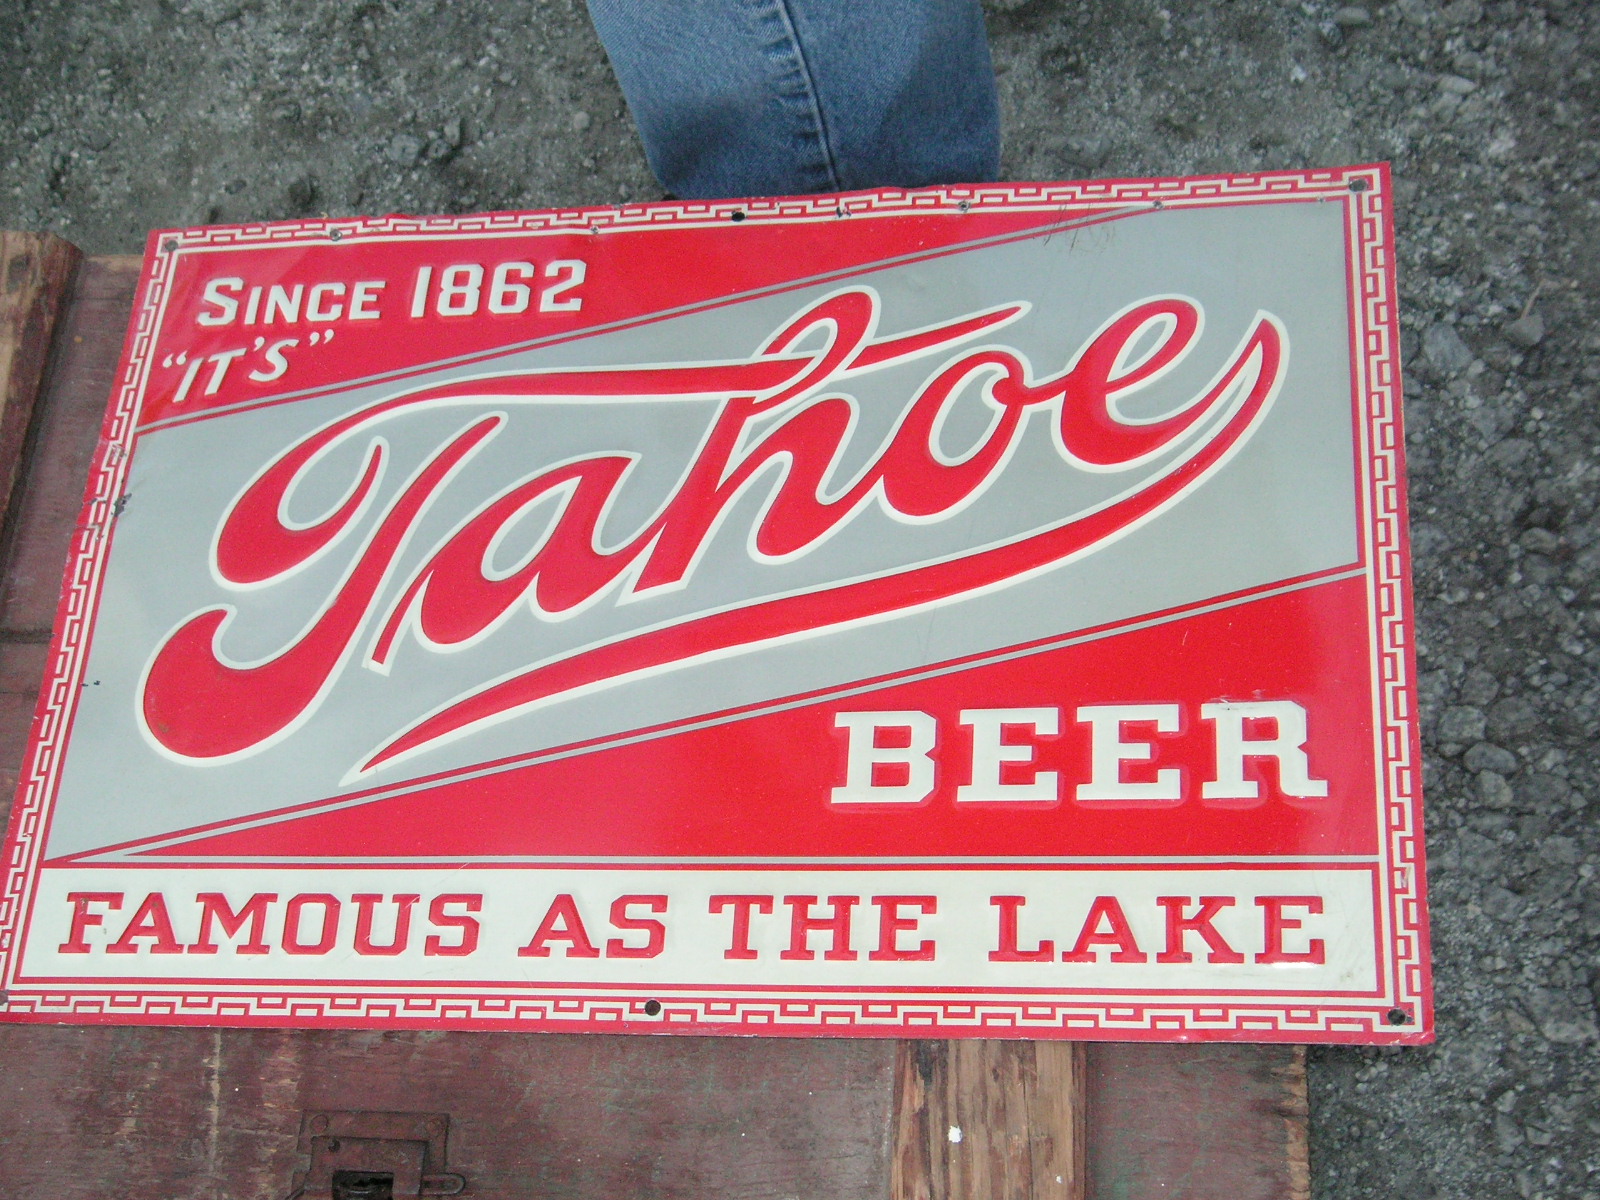 SINCE 1862
"IT'S"
Tahoe
BEER
FAMOUS AS THE LAKE